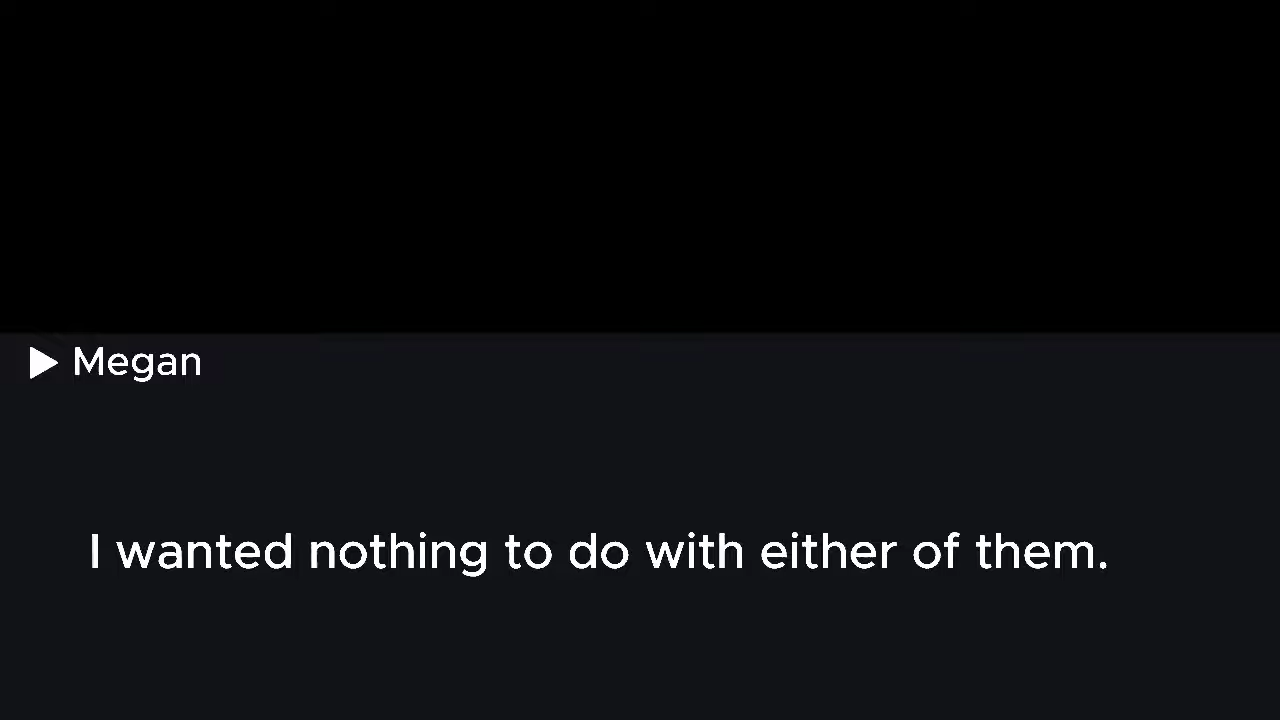 ▶ Megan
I wanted nothing to do with either of them.